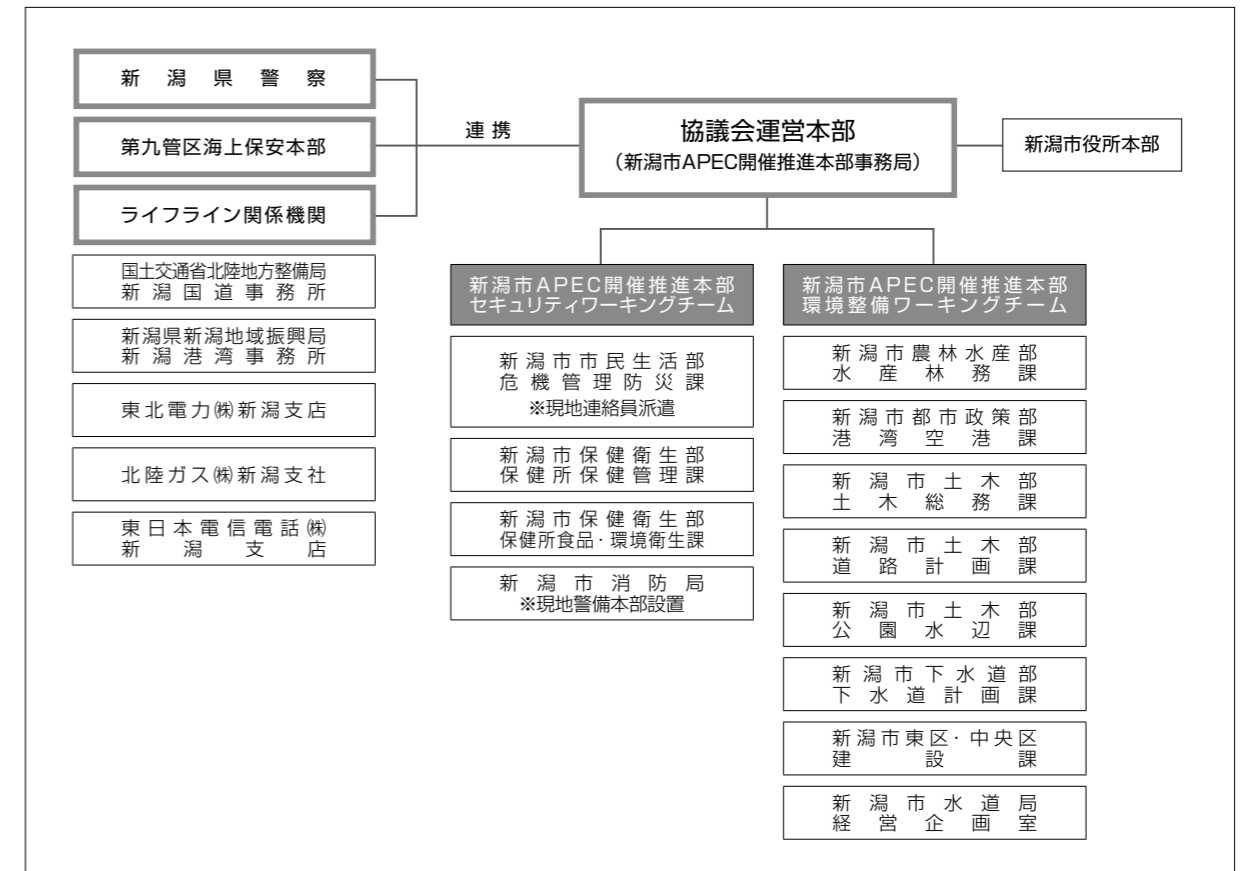 新潟県警察
第九管区海上保安本部
ライフライン関係機関
国土交通省北陸地方整備局
新潟国道事務所
新潟県新潟地域振興局
新潟港湾事務所
東北電力㈱新潟支店
北陸ガス㈱新潟支社
東日本電信電話㈱
新潟支店
連携
協議会運営本部
（新潟市APEC開催推進本部事務局）
新潟市役所本部
新潟市APEC開催推進本部
セキュリティワーキングチーム
新潟市市民生活部
危機管理防災課
※現地連絡員派遣
新潟市保健衛生部
保健所保健管理課
新潟市保健衛生部
保健所食品・環境衛生課
新潟市消防局
※現地警備本部設置
新潟市APEC開催推進本部
環境整備ワーキングチーム
新潟市農林水産部
水産林務課
新潟市都市政策部
港湾空港課
新潟市土木部
土木総務課
新潟市土木部
道路計画課
新潟市土木部
公園水辺課
新潟市下水道部
下水道計画課
新潟市東区・中央区
建設課
新潟市水道局
経営企画室